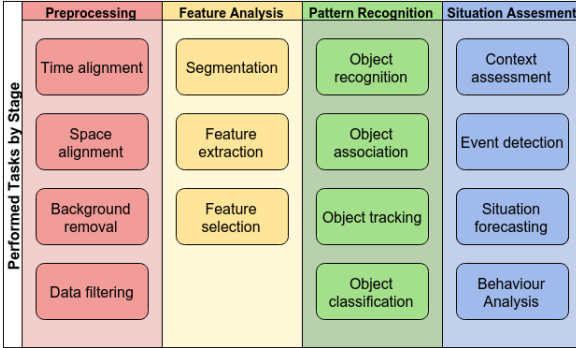 Performed Tasks by Stage
Preprocessing
Time alignment
Space
alignment
Background
removal
Data filtering
Feature Analysis
Segmentation
Feature
extraction
Feature
selection
Pattern Recognition
Object
recognition
Object
association
Object tracking
Object
classification
Situation Assesment
Context
assessment
Event detection
Situation
forecasting
Behaviour
Analysis